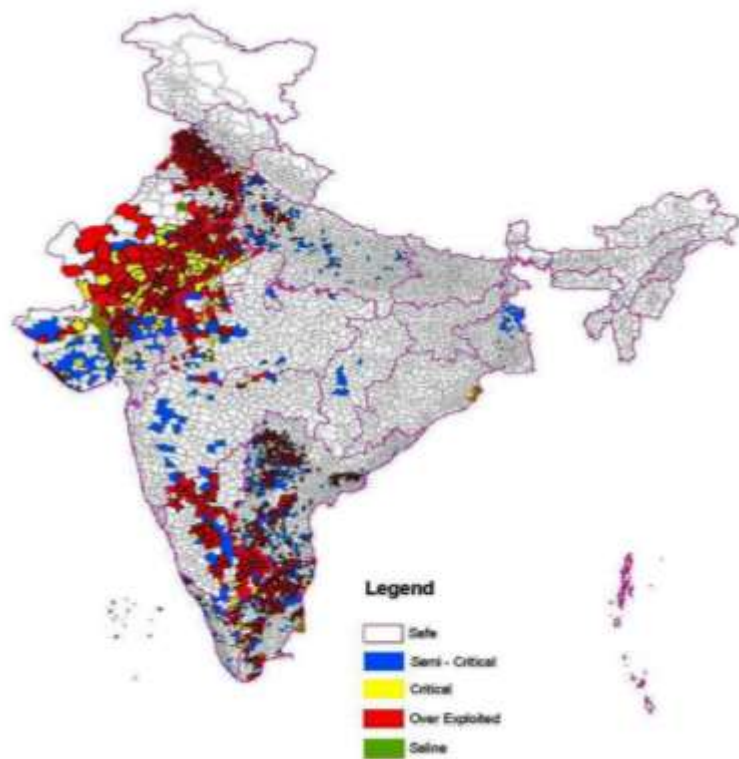 Legend
Safe
Semi - Critical
Critical
Over Exploited
Saline